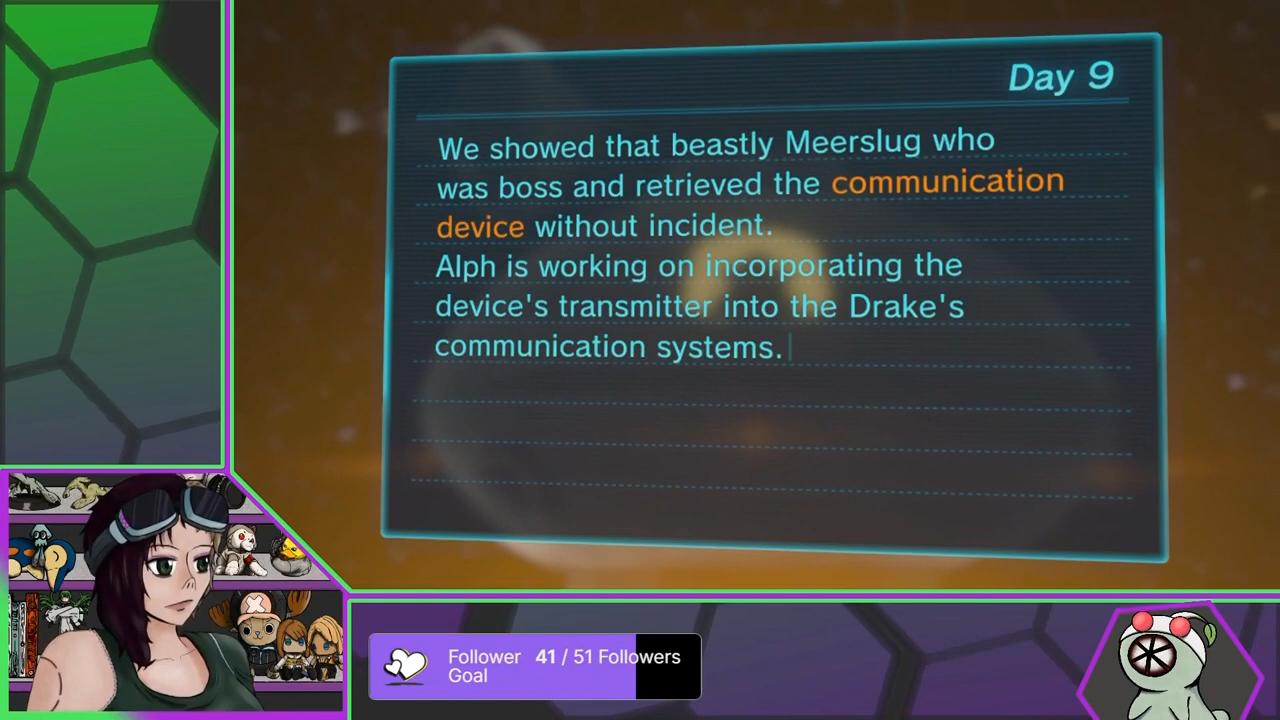 Day 9
We showed that beastly Meerslug who
was boss and retrieved the communication
device without incident.
Alph is working on incorporating the
device's transmitter into the Drake's
communication systems.
Follower 41 / 51 Followers
Goal